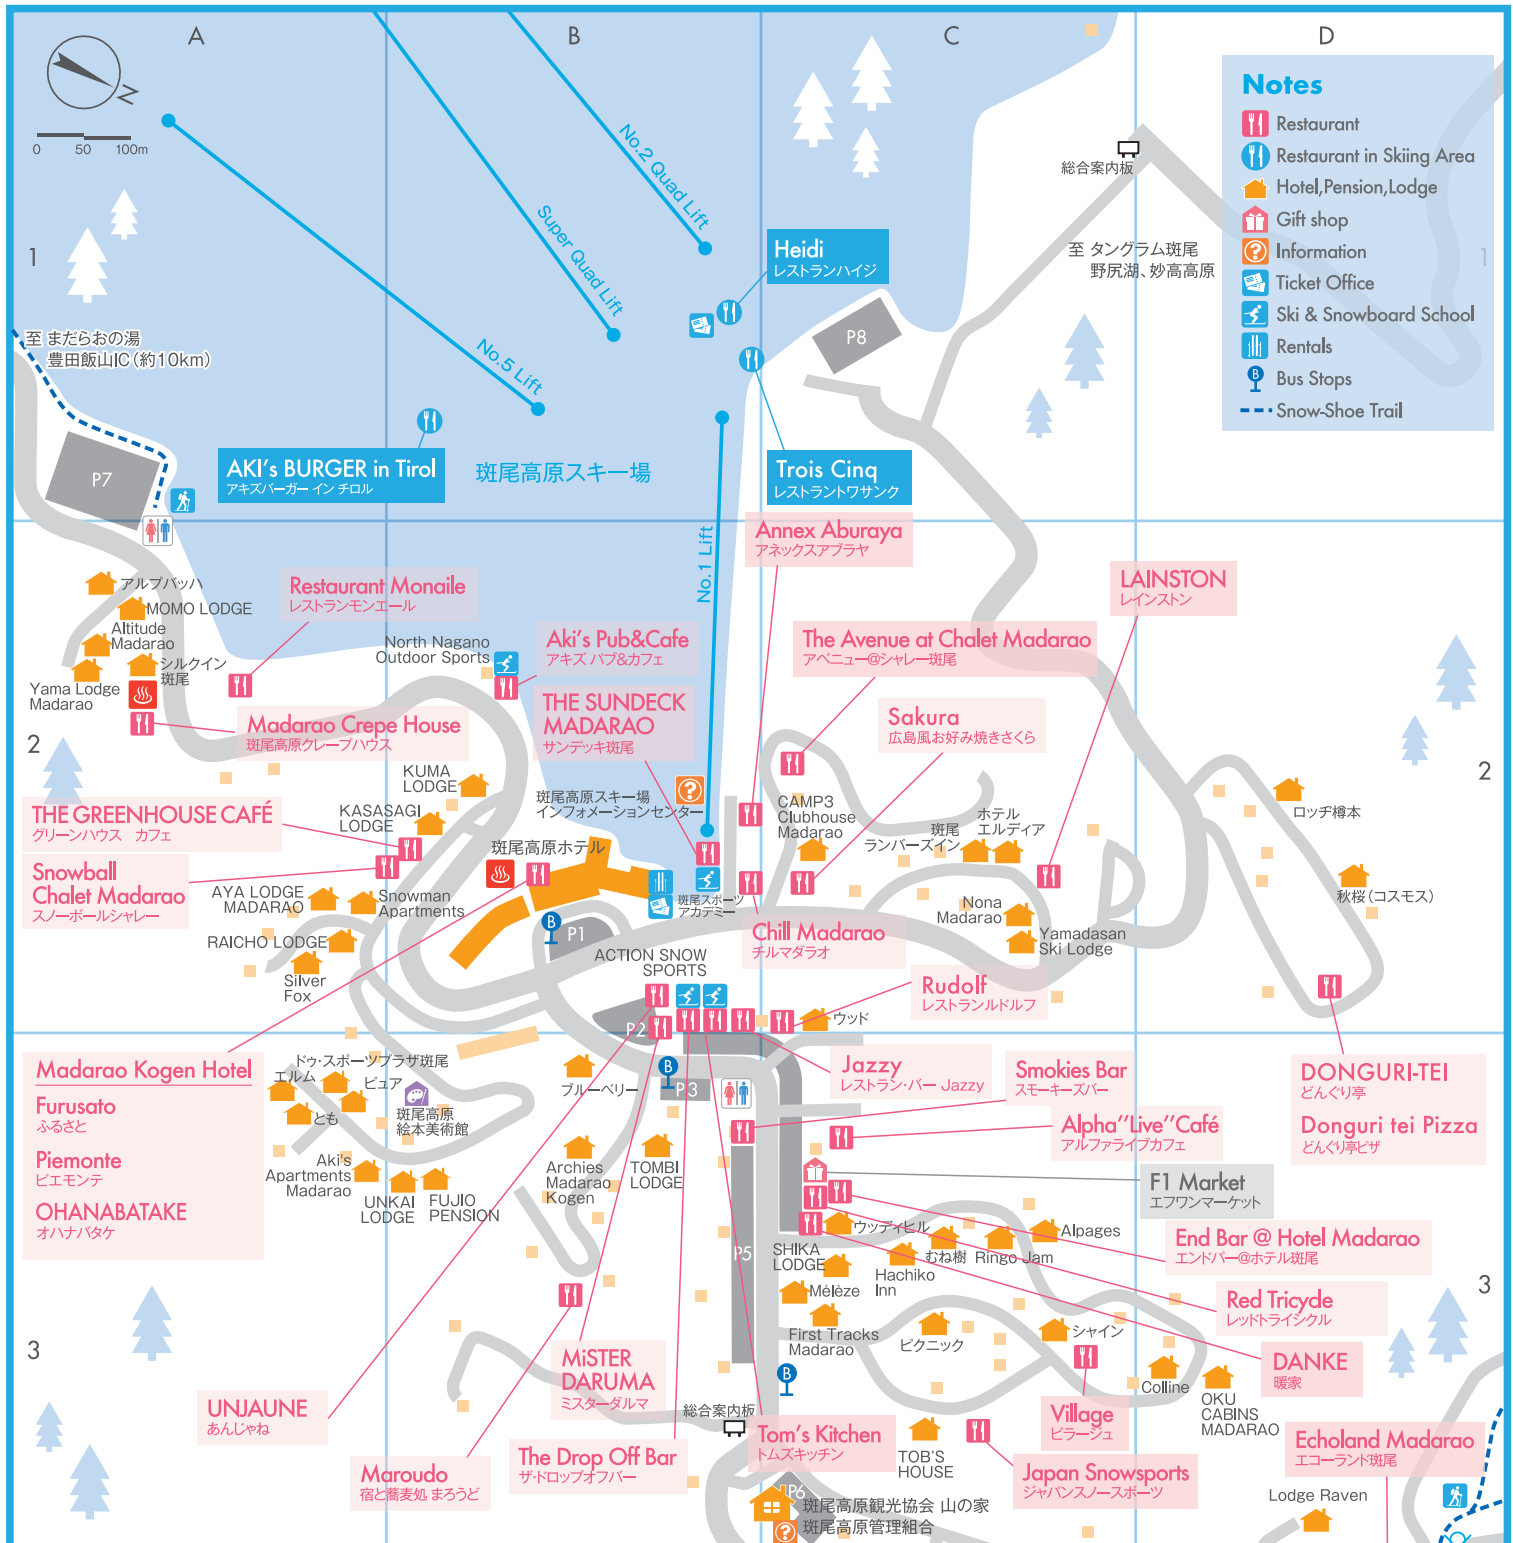 A
B
C
D
N
0 50 100m
Notes
Restaurant
Restaurant in Skiing Area
Hotel,Pension,Lodge
Gift shop
Information
Ticket Office
Ski & Snowboard School
Rentals
B
Bus Stops
Snow-Shoe Trail
総合案内板
至 タングラム斑尾
野尻湖、妙高高原
1
1
No.2 Quad Lift
Super Quad Lift
No.5 Lift
Heidi
レストランハイジ
P8
至 まだらおの湯
豊田飯山IC(約10km)
P7
AKI's BURGER in Tirol
アキズバーガー イン チロル
斑尾高原スキー場
Trois Cinq
レストラントワサンク
No.1 Lift
Annex Aburaya
アネックスアブラヤ
LAINSTON
レインストン
アルプバッハ
MOMO LODGE
Altitude
Madarao
シルクイン
斑尾
Yama Lodge
Madarao
Restaurant Monaile
レストランモンエール
North Nagano
Outdoor Sports
Aki's Pub&Cafe
アキズ パブ&カフェ
The Avenue at Chalet Madarao
アベニュー@シャレー斑尾
THE SUNDECK
MADARAO
サンデッキ斑尾
Sakura
広島風お好み焼きさくら
Madarao Crepe House
斑尾高原クレープハウス
2
2
KUMA
LODGE
KASASAGI
LODGE
THE GREENHOUSE CAFÉ
グリーンハウス カフェ
Snowball
Chalet Madarao
スノーボールシャレー
斑尾高原スキー場
インフォメーションセンター
CAMP3
Clubhouse
Madarao
斑尾
ランバーズイン
ホテル
エルディア
ロッヂ樽本
斑尾高原ホテル
AYA LODGE
MADARAO
Snowman
Apartments
斑尾スポーツ
アカデミー
秋桜(コスモス)
Nona
Madarao
Yamadasan
Ski Lodge
RAICHO LODGE
Silver
Fox
B
P1
ACTION SNOW
SPORTS
Chill Madarao
チルマダラオ
Rudolf
レストランルドルフ
ウッド
P2
Madarao Kogen Hotel
Furusato
ふるさと
Piemonte
ピエモンテ
OHANABATAKE
オハナバタケ
ドゥ・スポーツプラザ斑尾
エルム
ピュア
とも
斑尾高原
絵本美術館
ブルーベリー
B
P3
Jazzy
レストラン・バー Jazzy
Smokies Bar
スモーキーズバー
DONGURI-TEI
どんぐり亭
Donguri tei Pizza
どんぐり亭ピザ
Alpha"Live"Café
アルファライブカフェ
Aki's
Apartments
Madarao
UNKAI
LODGE
FUJIO
PENSION
Archies
Madarao
Kogen
TOMBI
LODGE
F1 Market
エフワンマーケット
P5
SHIKA
LODGE
ウッディヒル
むね樹
Ringo Jam
Alpages
End Bar @ Hotel Madarao
エンドバー@ホテル斑尾
Hachiko
Inn
Méleze
3
3
Red Tricycle
レッドトライシクル
First Tracks
Madarao
ピクニック
シャイン
DANKE
暖家
MiSTER
DARUMA
ミスターダルマ
B
Colline
OKU
CABINS
MADARAO
UNJAUNE
あんじゃね
総合案内板
Village
ビラージュ
Tom's Kitchen
トムズキッチン
TOB'S
HOUSE
Echoland Madarao
エコーランド斑尾
Maroudo
宿と蕎麦処 まろうど
The Drop Off Bar
ザ・ドロップオフバー
Japan Snowsports
ジャパンスノースポーツ
Lodge Raven
P6
斑尾高原観光協会 山の家
斑尾高原管理組合